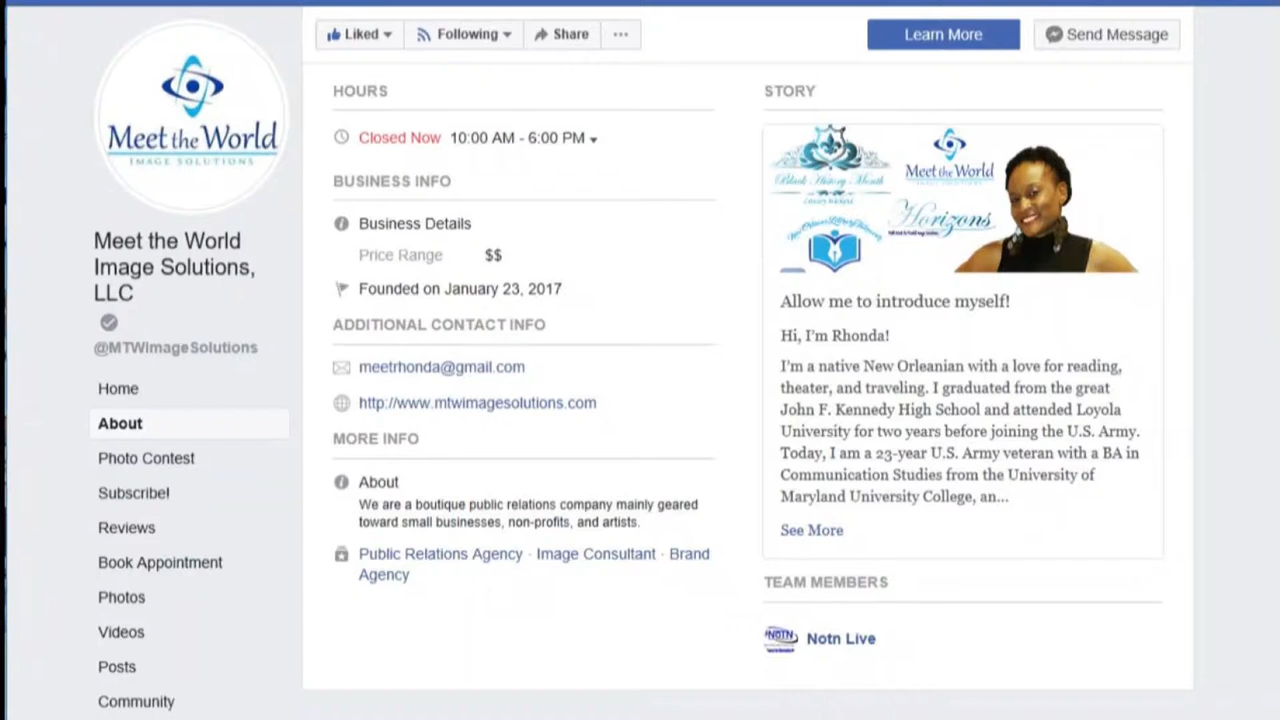 Liked
Following
Share
Learn More
Send Message
Meet the World
IMAGE SOLUTIONS
Meet the World
Image Solutions,
LLC
@MTWImageSolutions
Home
About
Photo Contest
Subscribe!
Reviews
Book Appointment
Photos
Videos
Posts
Community
HOURS
Closed Now 10:00 AM - 6:00 PM
BUSINESS INFO
Business Details
Price Range $$
Founded on January 23, 2017
ADDITIONAL CONTACT INFO
meetrhonda@gmail.com
http://www.mtwimagesolutions.com
MORE INFO
About
We are a boutique public relations company mainly geared
toward small businesses, non-profits, and artists.
Public Relations Agency · Image Consultant · Brand
Agency
STORY
Black History Month
Meet the World
IMAGE SOLUTIONS
Horizons
Allow me to introduce myself!
Hi, I'm Rhonda!
I'm a native New Orleanian with a love for reading,
theater, and traveling. I graduated from the great
John F. Kennedy High School and attended Loyola
University for two years before joining the U.S. Army.
Today, I am a 23-year U.S. Army veteran with a BA in
Communication Studies from the University of
Maryland University College, an...
See More
TEAM MEMBERS
NOTN
Notn Live